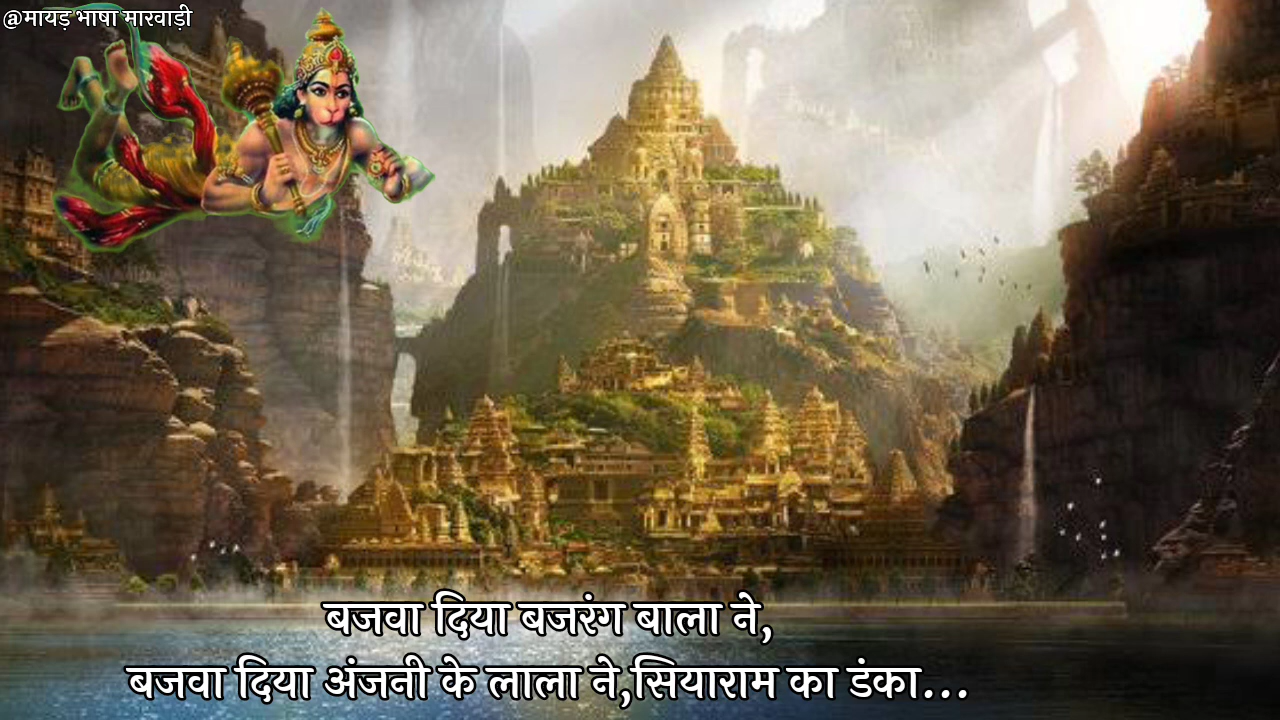 @मायड़ भाषा मारवाड़ी
बजवा दिया बजरंग बाला ने,
बजवा दिया अंजनी के लाला ने,सियाराम का डंका...